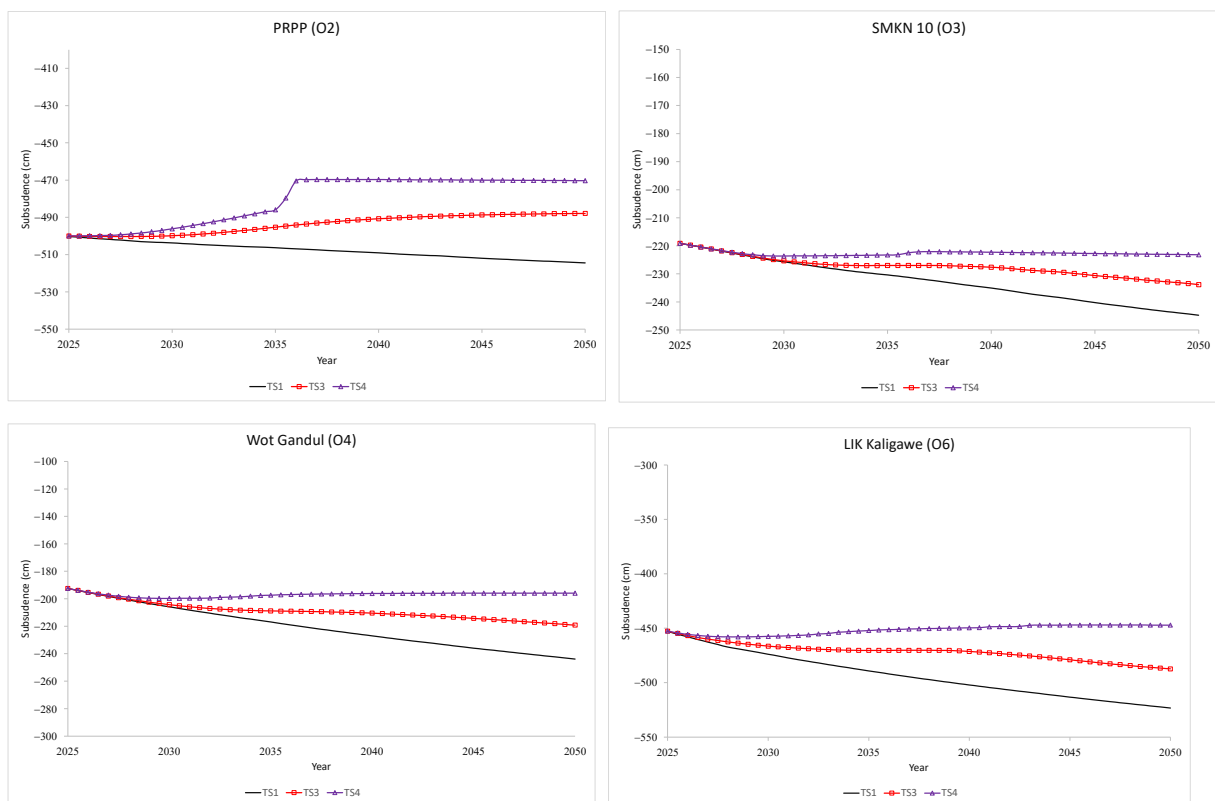 PRPP (O2)
−410
−430
−450
−470
−490
−510
−530
−550
2025 2030 2035 2040 2045 2050
Subsudence (cm)
Year
TS1 TS3 TS4
SMKN 10 (O3)
−150
−160
−170
−180
−190
−200
−210
−220
−230
−240
−250
2025 2030 2035 2040 2045 2050
Subsudence (cm)
Year
TS1 TS3 TS4
Wot Gandul (O4)
−100
−120
−140
−160
−180
−200
−220
−240
−260
−280
−300
2025 2030 2035 2040 2045 2050
Subsudence (cm)
Year
TS1 TS3 TS4
LIK Kaligawe (O6)
−300
−350
−400
−450
−500
−550
2025 2030 2035 2040 2045 2050
Subsudence (cm)
Year
TS1 TS3 TS4